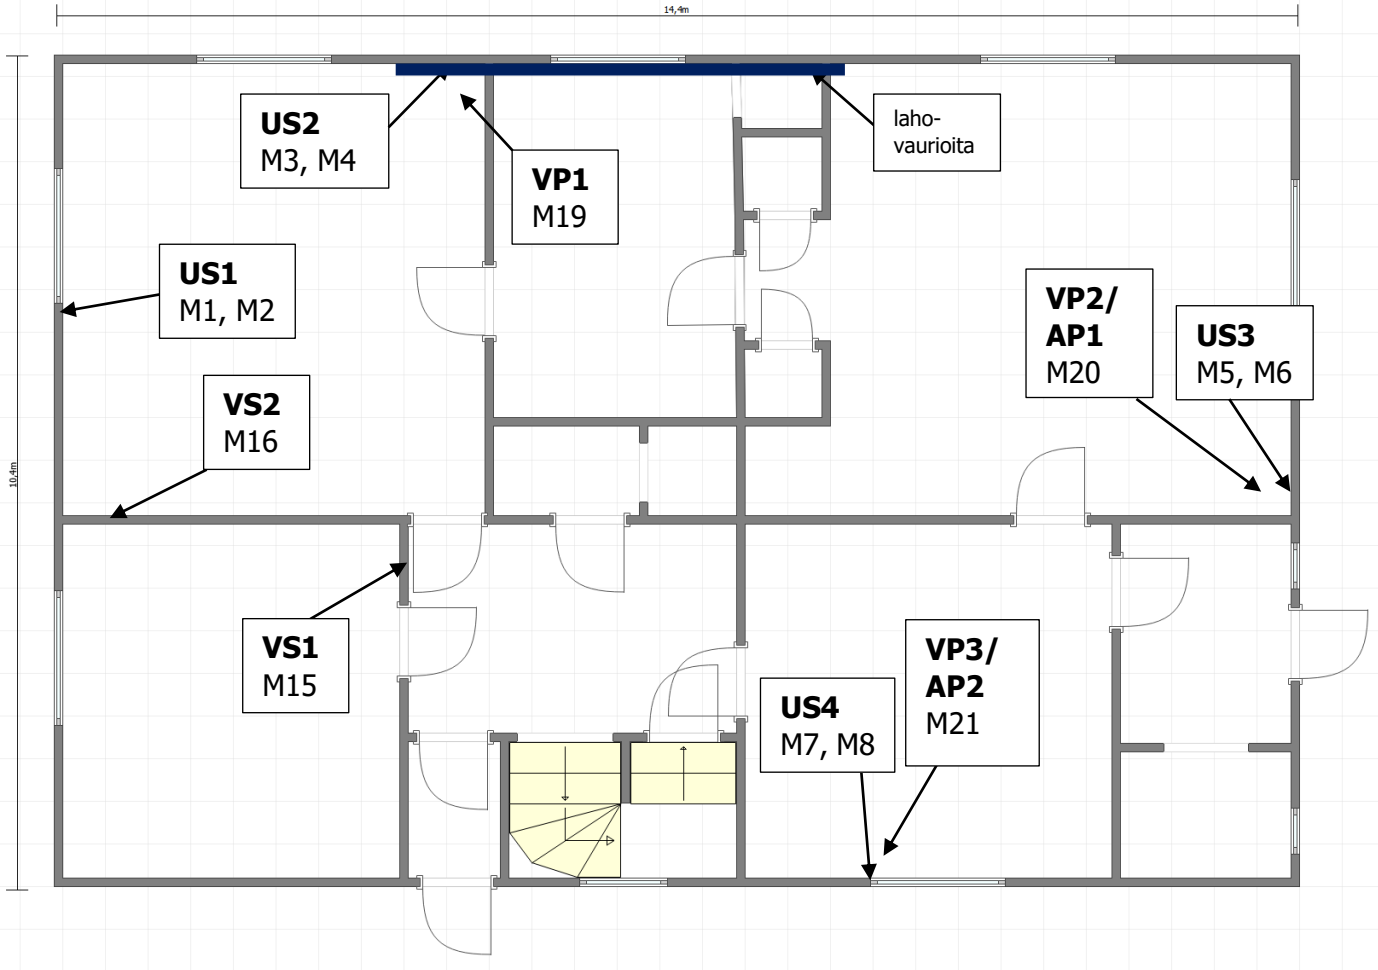 14,4m
US2
M3, M4
laho-
vaurioita
VP1
M19
US1
M1, M2
VP2/
AP1
M20
US3
M5, M6
VS2
M16
10,4m
VS1
M15
VP3/
AP2
M21
US4
M7, M8